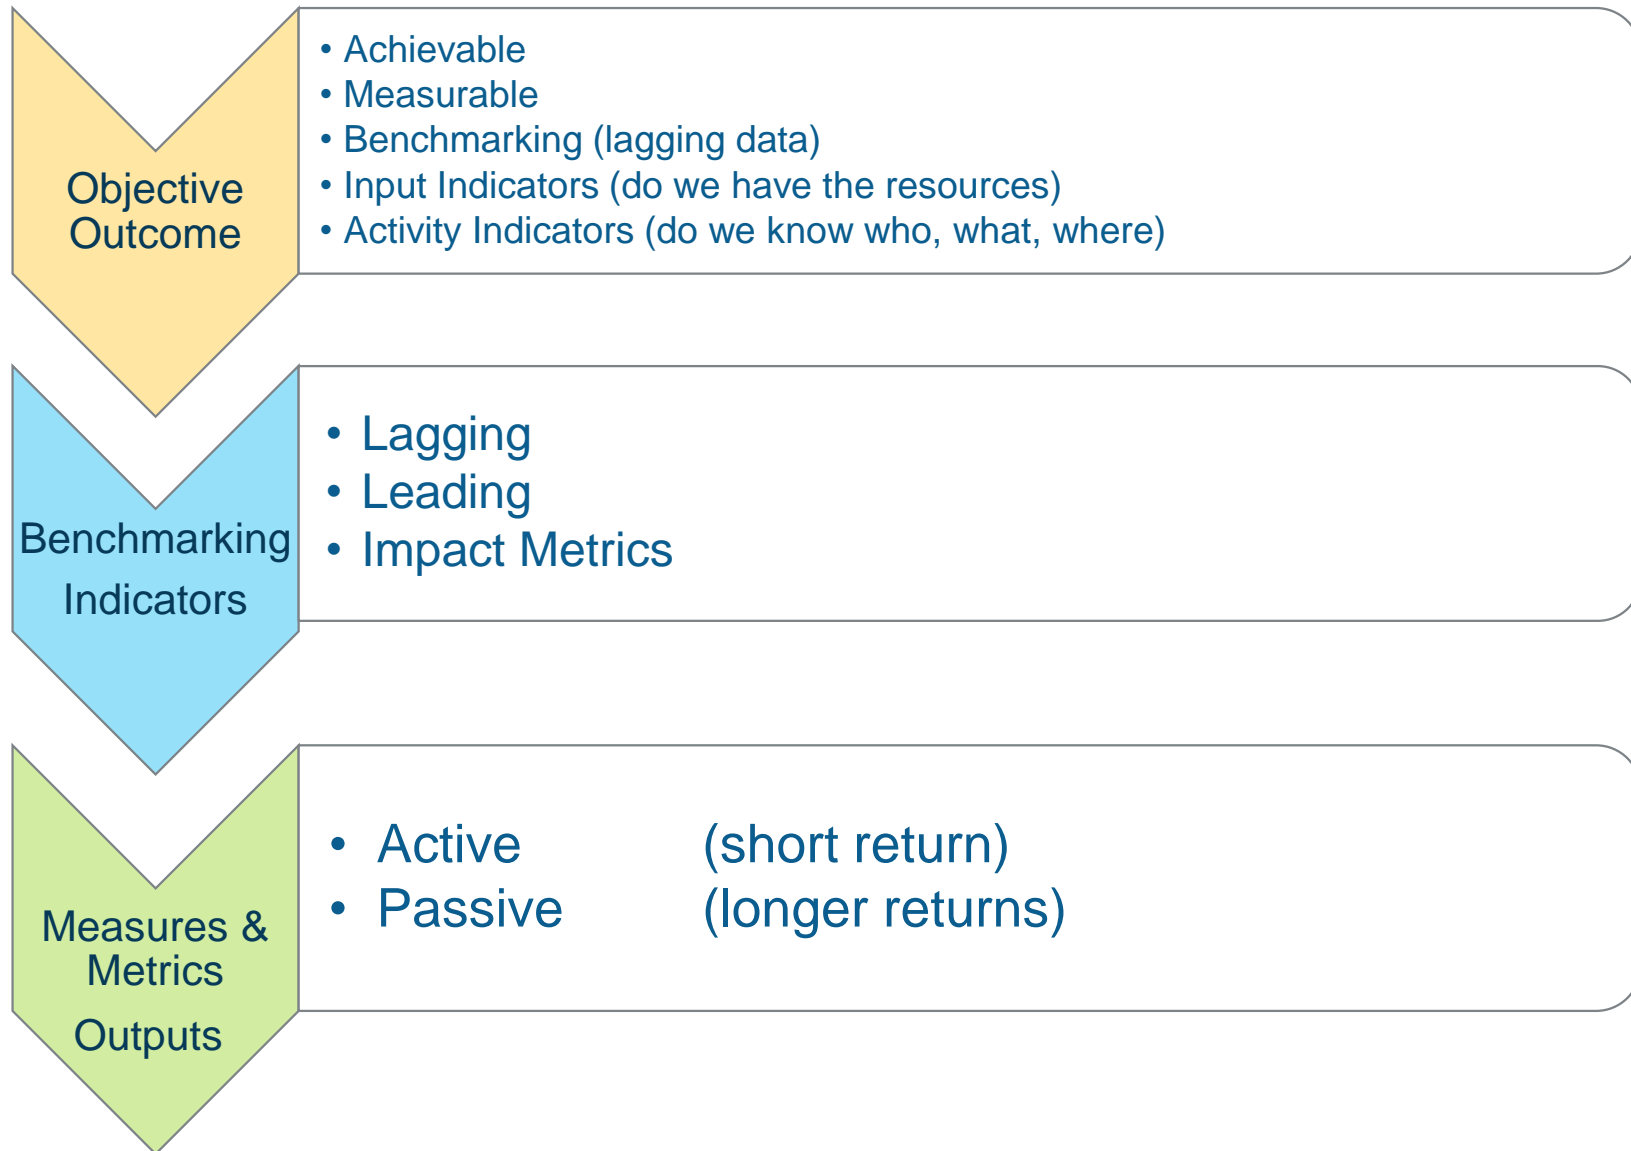 Objective
Outcome
• Achievable
• Measurable
• Benchmarking (lagging data)
• Input Indicators (do we have the resources)
• Activity Indicators (do we know who, what, where)
Benchmarking
Indicators
• Lagging
• Leading
• Impact Metrics
Measures &
Metrics
Outputs
• Active (short return)
• Passive (longer returns)